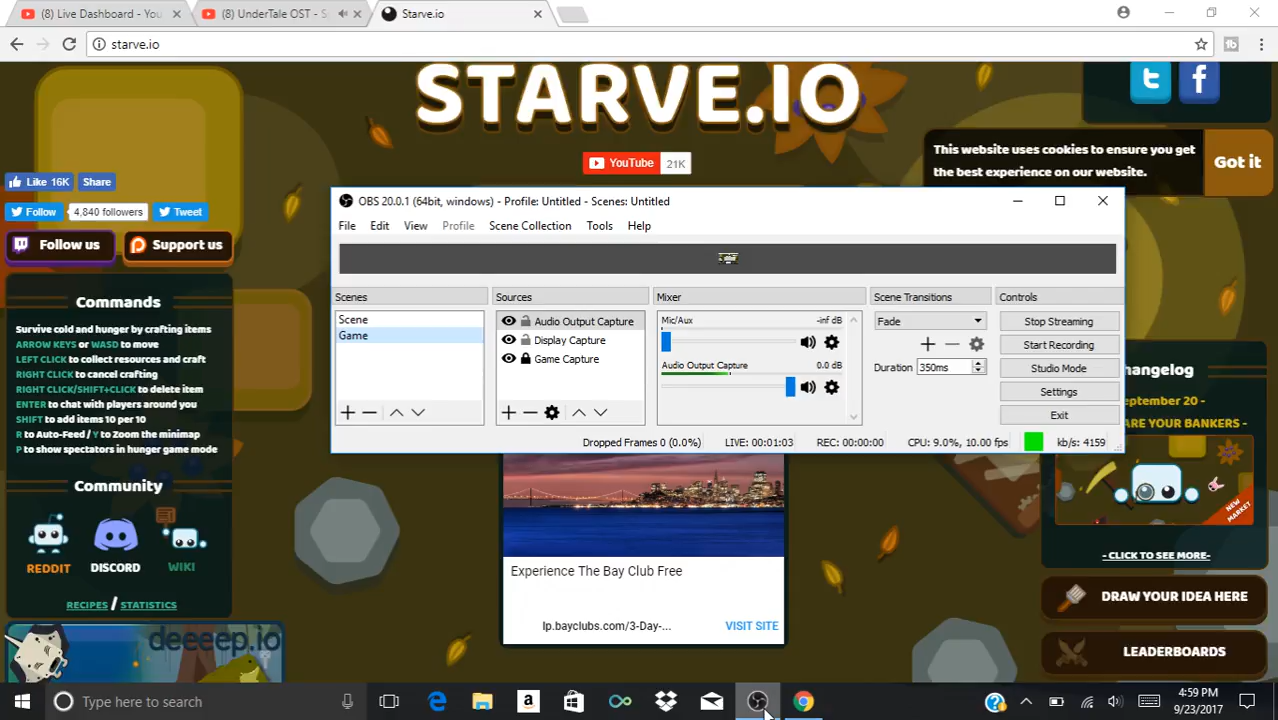 (8) Live Dashboard - You
(8) UnderTale OST - S
Starve.io
starve.io
STARVE.IO
YouTube 21K
This website uses cookies to ensure you get
the best experience on our website.
Got it
Like 16K Share
Follow 4,840 followers Tweet
Follow us
Support us
Commands
Survive cold and hunger by crafting items
ARROW KEYS or WASD to move
LEFT CLICK to collect resources and craft
RIGHT CLICK to cancel crafting
RIGHT CLICK/SHIFT+CLICK to delete item
ENTER to chat with players around you
SHIFT to add items 10 per 10
R to Auto-Feed / Y to Zoom the minimap
P to show spectators in hunger game mode
Community
REDDIT
DISCORD
WIKI
RECIPES / STATISTICS
deeeep.io
OBS 20.0.1 (64bit, windows) - Profile: Untitled - Scenes: Untitled
File Edit View Profile Scene Collection Tools Help
Scenes
Scene
Game
Sources
Audio Output Capture
Display Capture
Game Capture
Mixer
Mic/Aux -inf dB
Audio Output Capture 0.0 dB
Scene Transitions
Fade
Duration 350ms
Controls
Stop Streaming
Start Recording
Studio Mode
Settings
Exit
Dropped Frames 0 (0.0%) LIVE: 00:01:03 REC: 00:00:00 CPU: 9.0%, 10.00 fps kb/s: 4159
Experience The Bay Club Free
lp.bayclubs.com/3-Day-...
VISIT SITE
hangelog
eptember 20 -
ARE YOUR BANKERS -
NEW
MARKET
- CLICK TO SEE MORE-
DRAW YOUR IDEA HERE
LEADERBOARDS
Type here to search
4:59 PM
9/23/2017